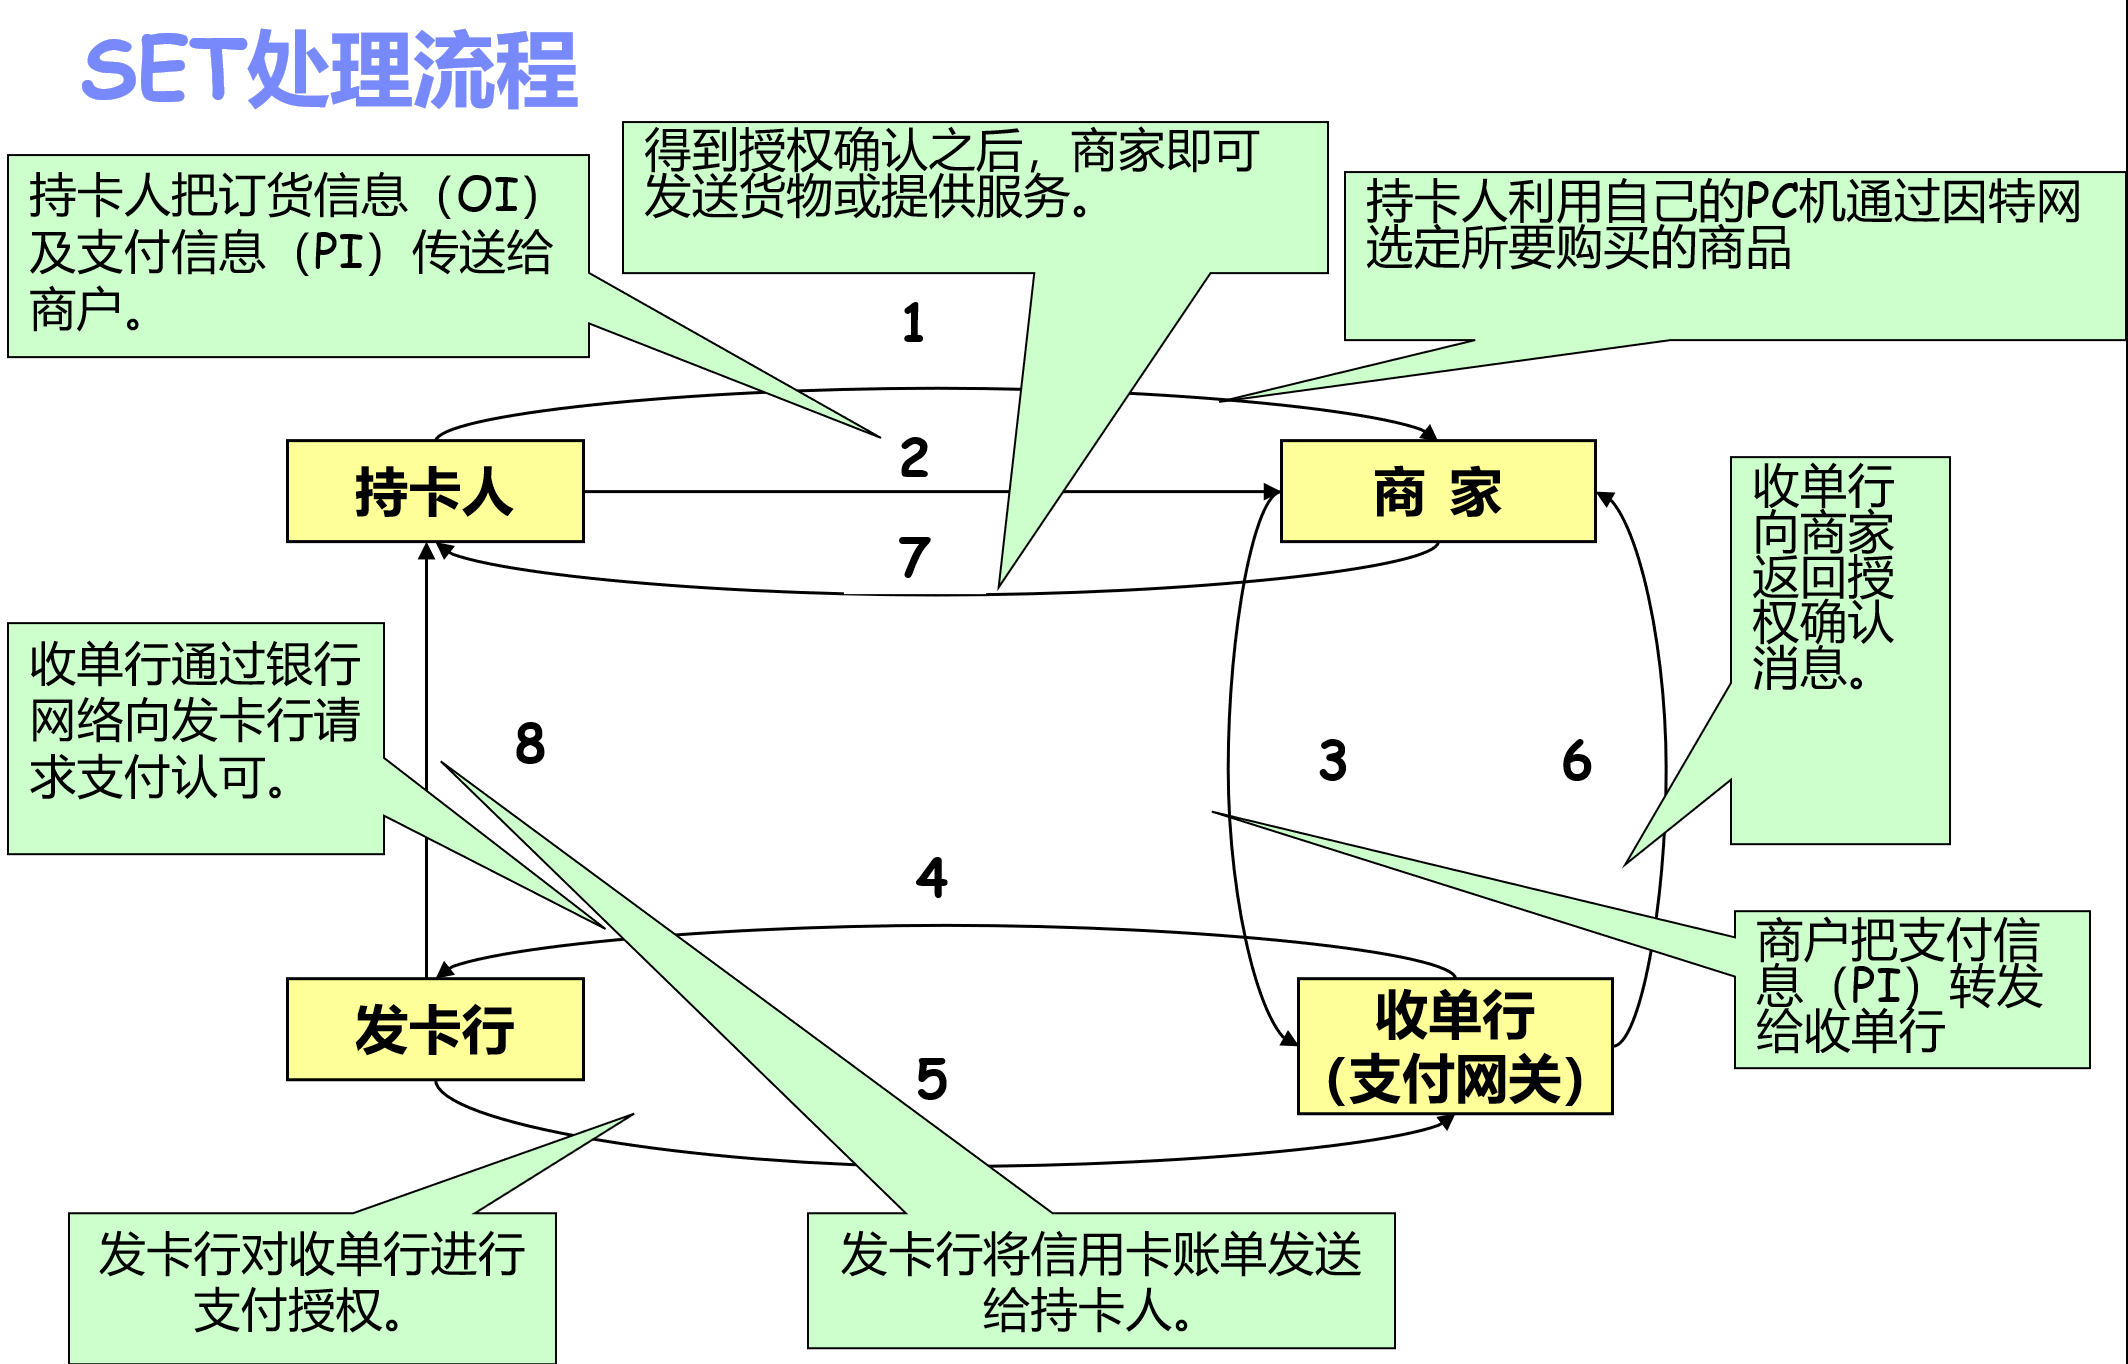 SET处理流程
得到授权确认之后，商家即可
发送货物或提供服务。
持卡人把订货信息（OI）
及支付信息（PI）传送给
商户。
持卡人利用自己的PC机通过因特网
选定所要购买的商品
1
2
持卡人
商 家
7
收单行
向商家
返回授
权确认
消息。
收单行通过银行
网络向发卡行请
求支付认可。
8
3
6
4
商户把支付信
息（PI）转发
给收单行
发卡行
收单行
（支付网关）
5
发卡行对收单行进行
支付授权。
发卡行将信用卡账单发送
给持卡人。